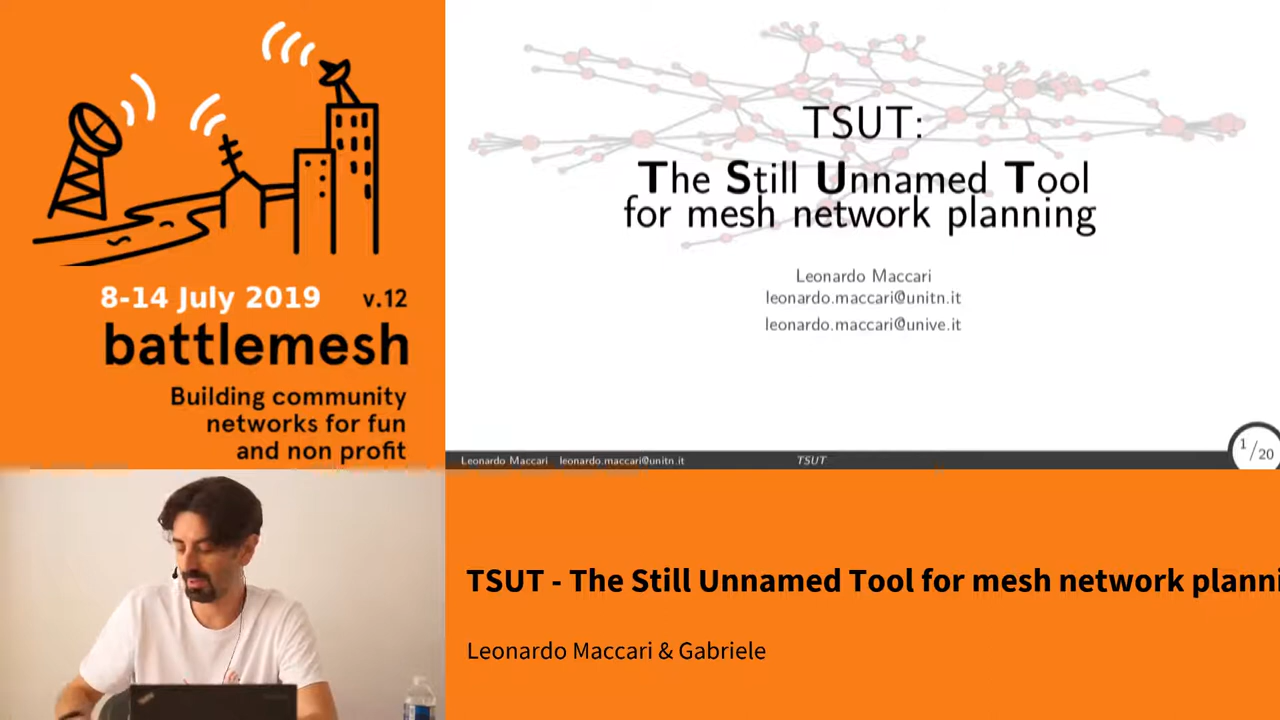 8-14 July 2019 v.12
battlemesh
Building community
networks for fun
and non profit
TSUT:
The Still Unnamed Tool
for mesh network planning
Leonardo Maccari
leonardo.maccari@unitn.it
leonardo.maccari@unive.it
Leonardo Maccari leonardo.maccari@unitn.it TSUT 1/20
TSUT - The Still Unnamed Tool for mesh network planni
Leonardo Maccari & Gabriele